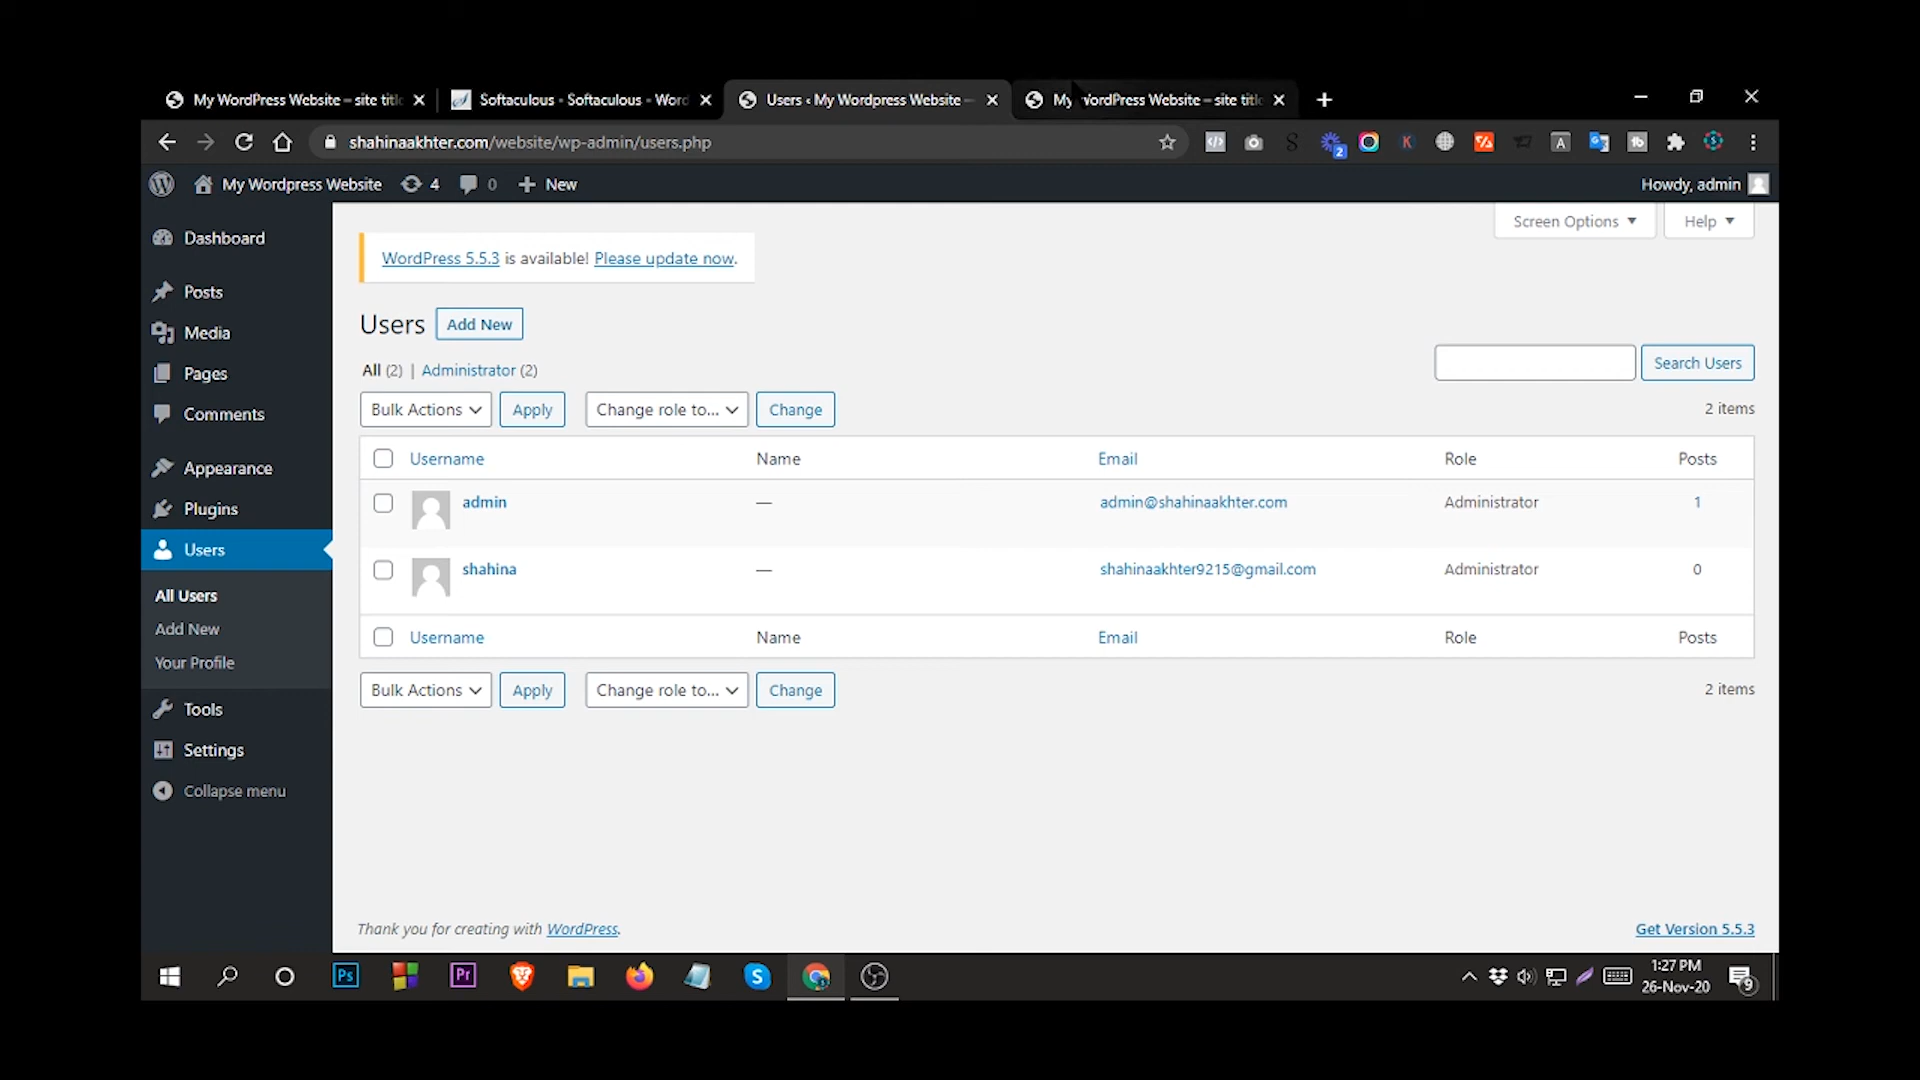 My WordPress Website – site title
Softaculous - Softaculous - Word
Users ‹ My Wordpress Website –
My WordPress Website – site title
shahinaakhter.com/website/wp-admin/users.php
2
S
K
A
My Wordpress Website
4
0
New
Howdy, admin
Screen Options
Help
Dashboard
Posts
Media
Pages
Comments
Appearance
Plugins
Users
All Users
Add New
Your Profile
Tools
Settings
Collapse menu
WordPress 5.5.3 is available! Please update now.
Users Add New
All (2) | Administrator (2)
Search Users
Bulk Actions Apply Change role to... Change
2 items
Username Name Email Role Posts
admin — admin@shahinaakhter.com Administrator 1
shahina — shahinaakhter9215@gmail.com Administrator 0
Username Name Email Role Posts
Bulk Actions Apply Change role to... Change
2 items
Thank you for creating with WordPress.
Get Version 5.5.3
Ps
Pr
S
1:27 PM
26-Nov-20
9